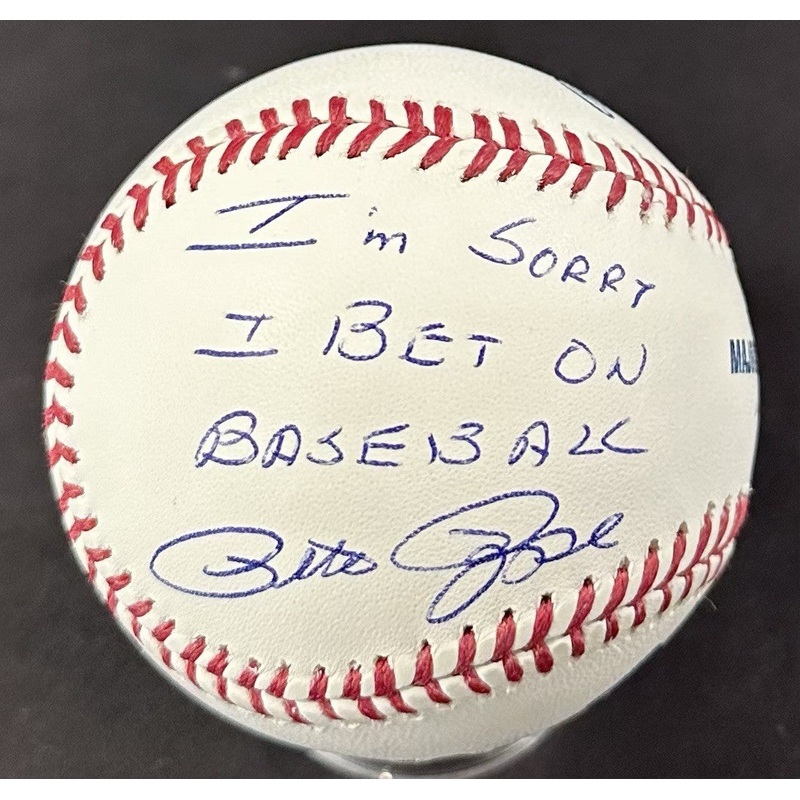 I'm SORRY
I BET ON
BASEBALL
Pete Rose